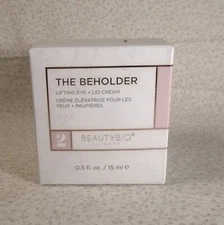 THE BEHOLDER
LIFTING EYE + LID CREAM
CRÈME ÉLÉVATRICE POUR LES
YEUX + PAUPIÈRES
2
BEAUTYBIO
0.5 fl. oz. / 15 ml ℮